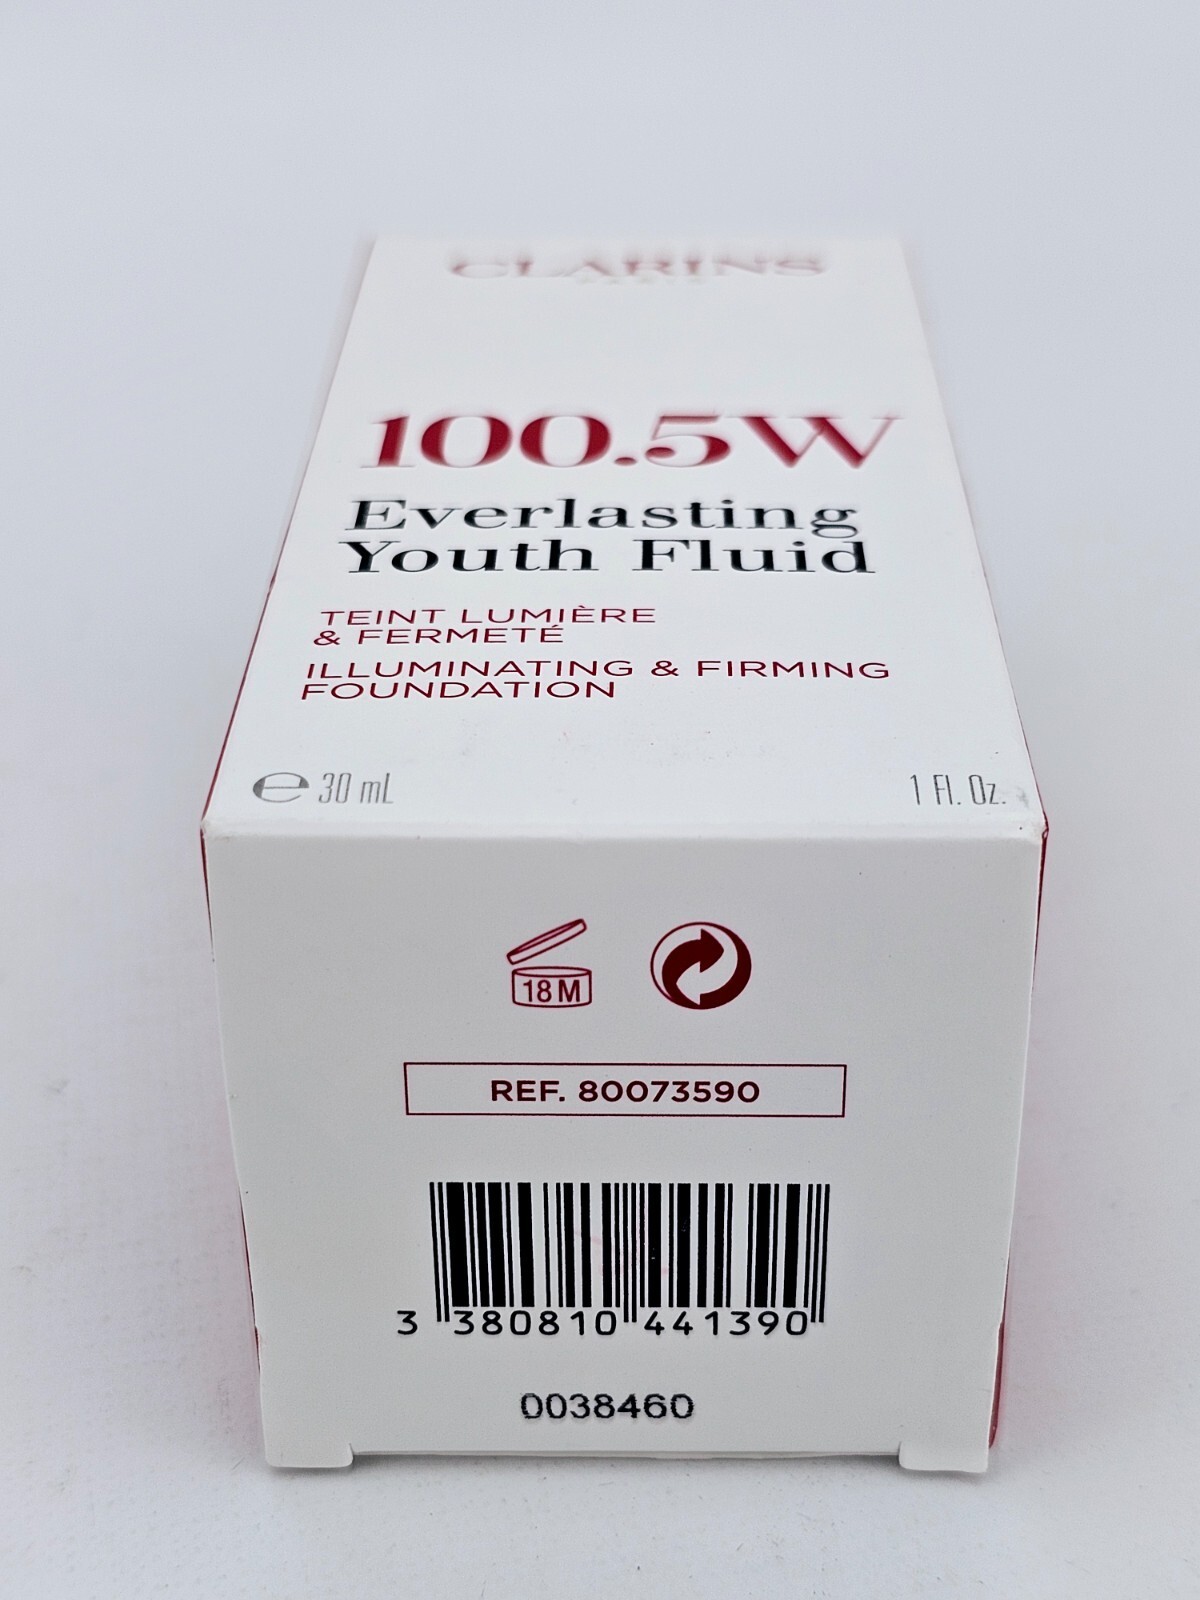 CLARINS
100.5W
Everlasting
Youth Fluid
TEINT LUMIÈRE
& FERMETÉ
ILLUMINATING & FIRMING
FOUNDATION
℮ 30 mL
1 Fl. Oz.
18 M
REF. 80073590
3 380810 441390
0038460